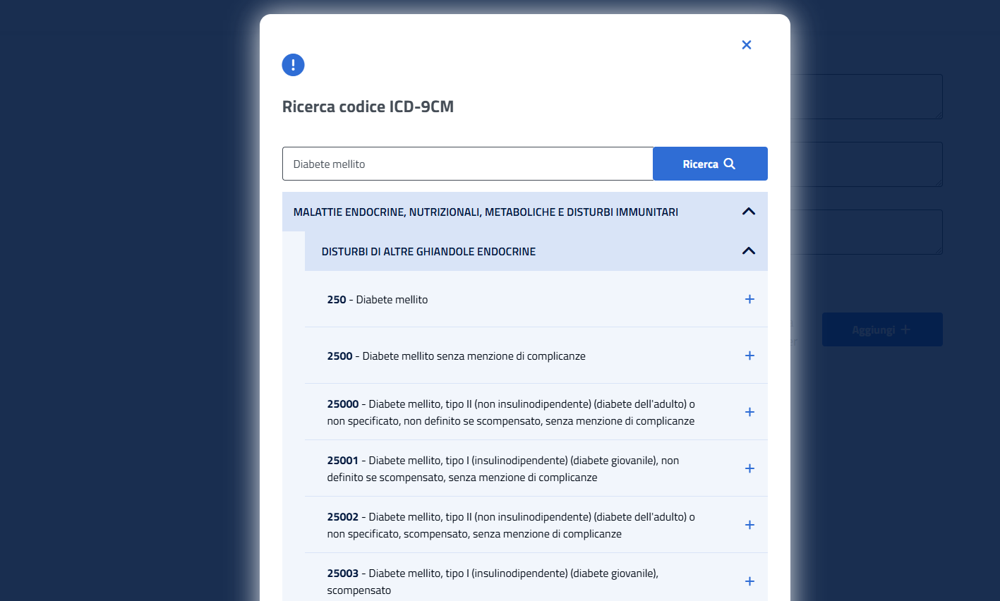 Ricerca codice ICD-9CM
Diabete mellito
Ricerca
MALATTIE ENDOCRINE, NUTRIZIONALI, METABOLICHE E DISTURBI IMMUNITARI
DISTURBI DI ALTRE GHIANDOLE ENDOCRINE
250 - Diabete mellito
2500 - Diabete mellito senza menzione di complicanze
Aggiungi
25000 - Diabete mellito, tipo II (non insulinodipendente) (diabete dell'adulto) o
non specificato, non definito se scompensato, senza menzione di complicanze
25001 - Diabete mellito, tipo I (insulinodipendente) (diabete giovanile), non
definito se scompensato, senza menzione di complicanze
25002 - Diabete mellito, tipo II (non insulinodipendente) (diabete dell'adulto) o
non specificato, scompensato, senza menzione di complicanze
25003 - Diabete mellito, tipo I (insulinodipendente) (diabete giovanile),
scompensato